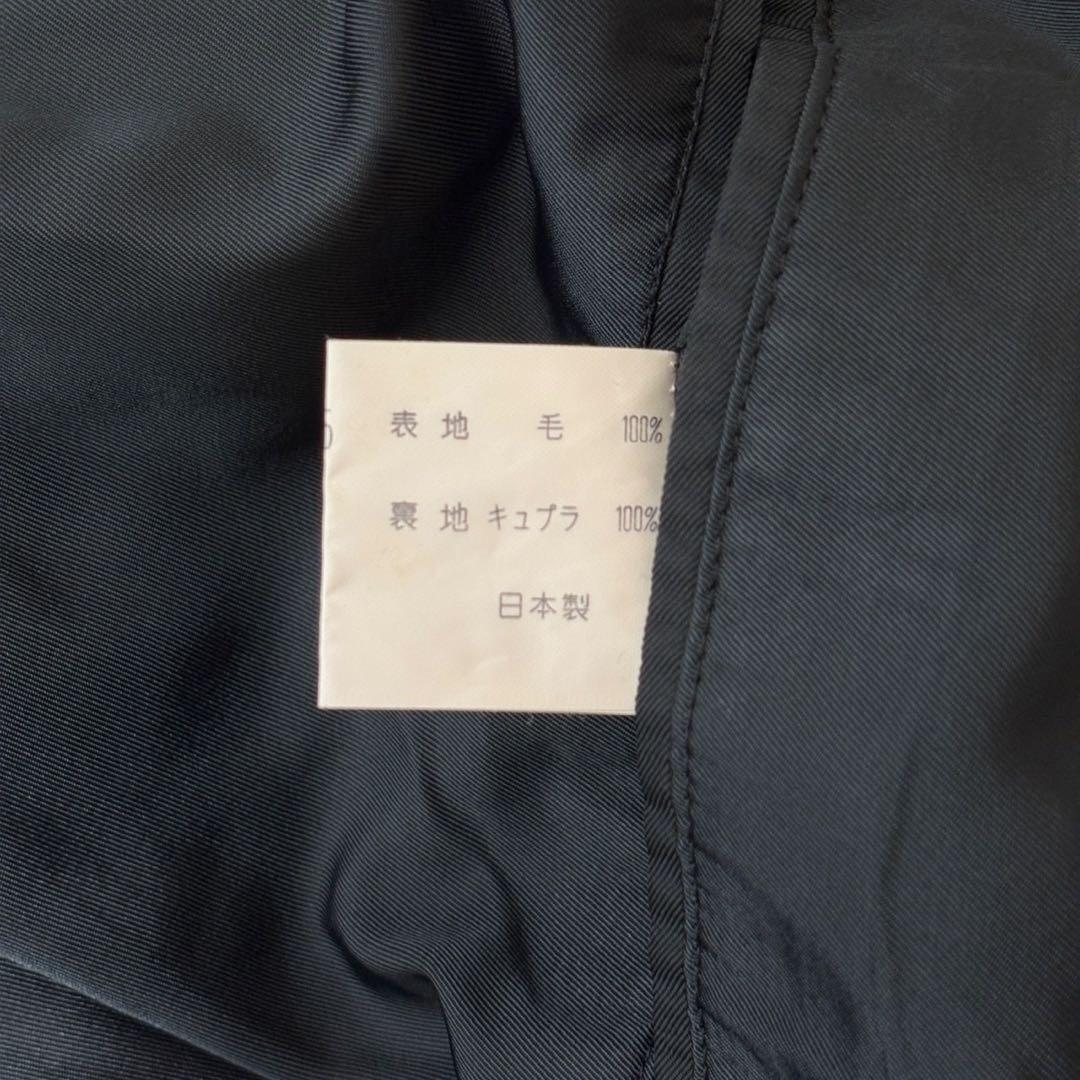 表地 毛 100%
裏地 キュプラ 100%
日本製